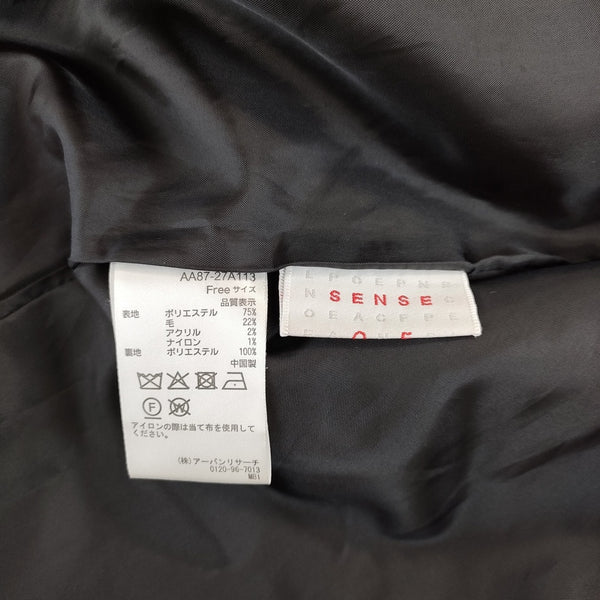 AA87-27A113
Free サイズ
品質表示
表地 ポリエステル 75%
毛 22%
アクリル 2%
ナイロン 1%
裏地 ポリエステル 100%
中国製
F W
アイロンの際は当て布を使用して
ください。
(株)アーバンリサーチ
0120-96-7013
MB1
SENSE